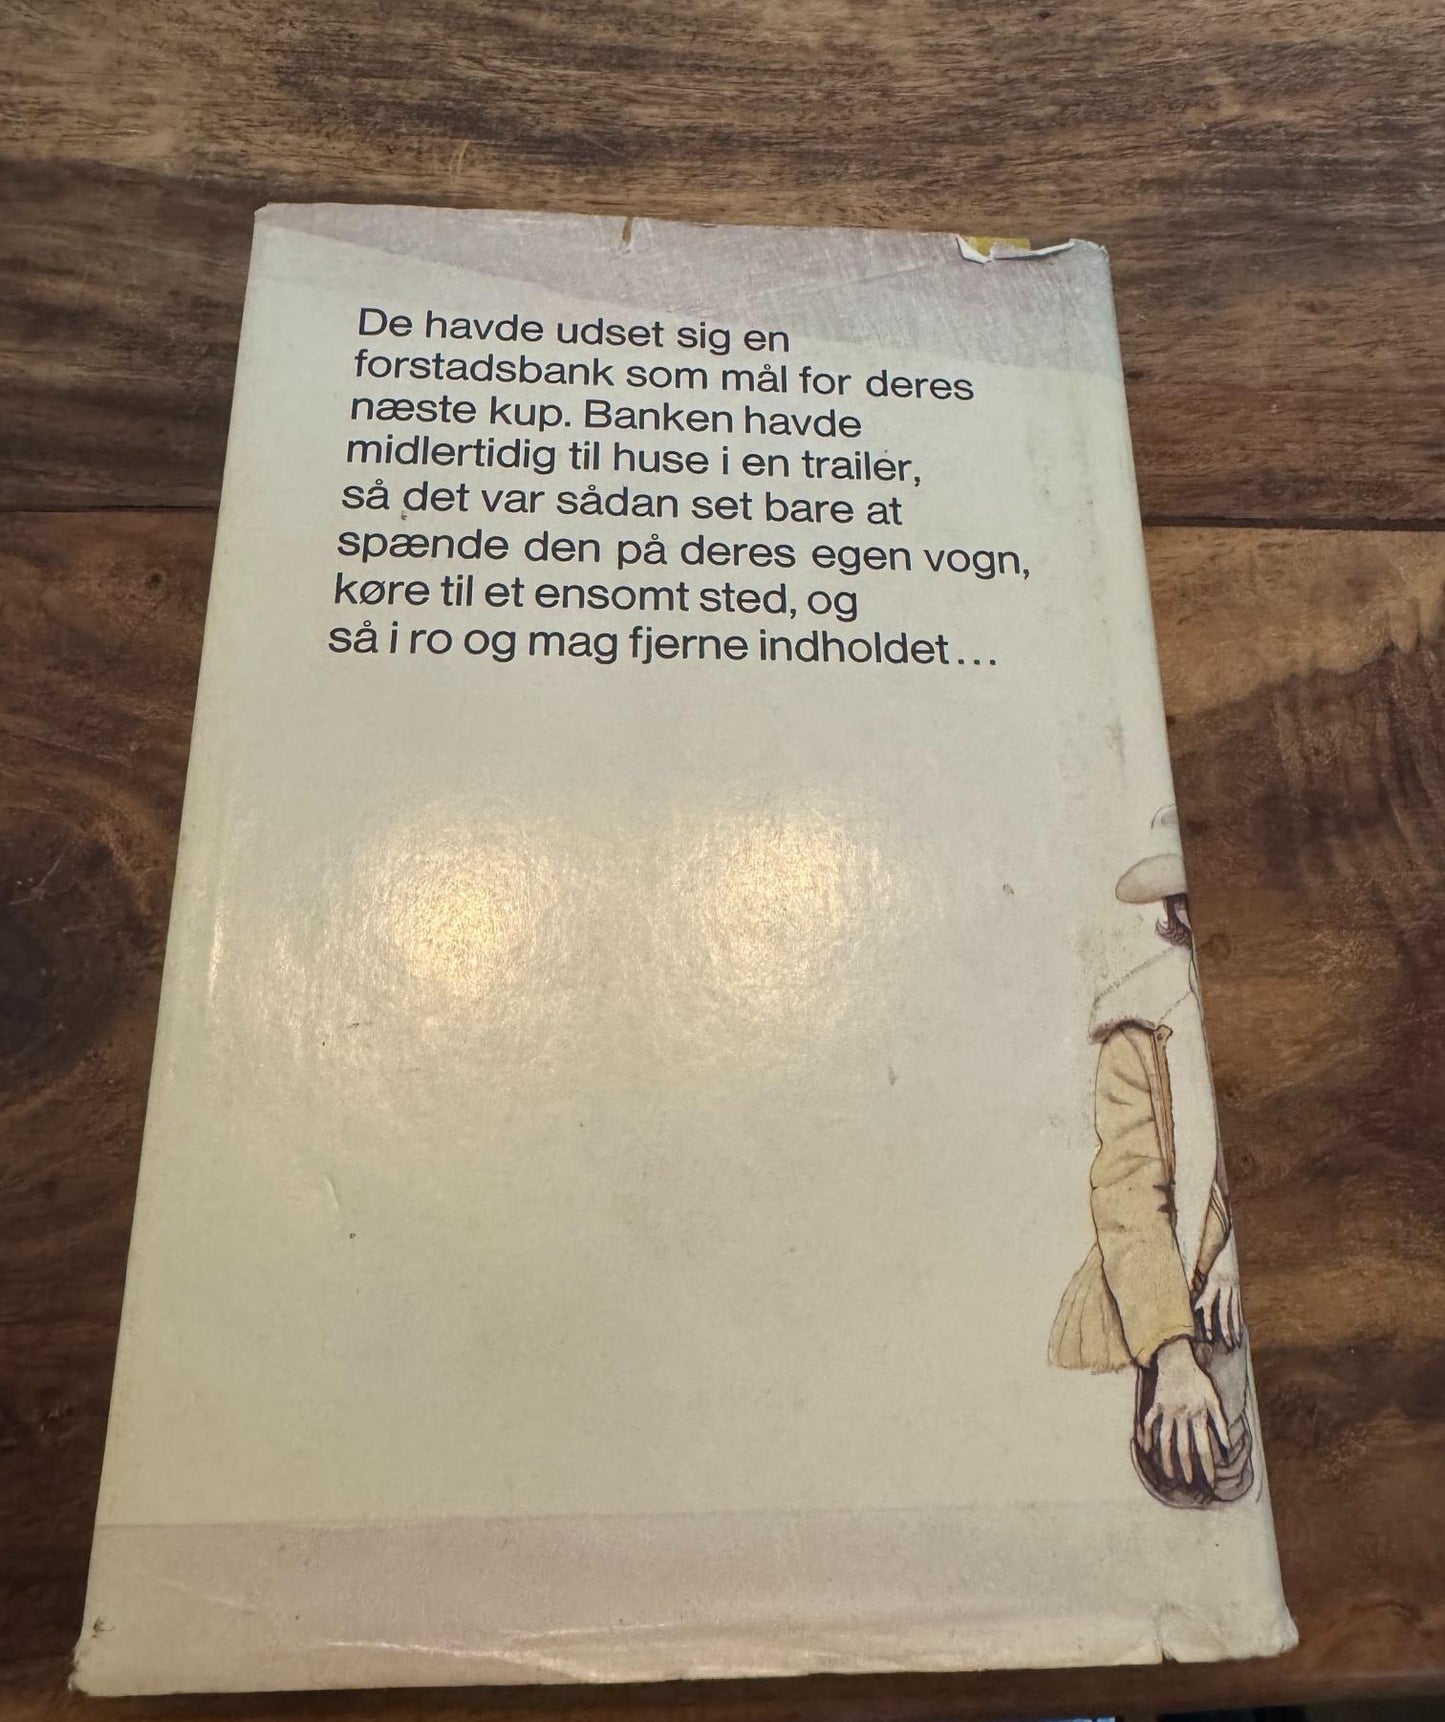 De havde udset sig en
forstadsbank som mål for deres
næste kup. Banken havde
midlertidig til huse i en trailer,
så det var sådan set bare at
spænde den på deres egen vogn,
køre til et ensomt sted, og
så i ro og mag fjerne indholdet...